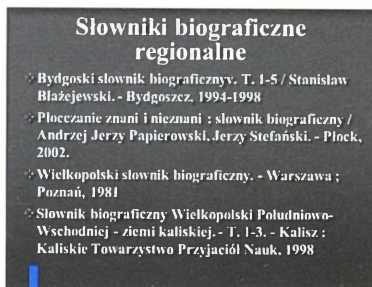 Słowniki biograficzne
regionalne
Bydgoski słownik biograficznyv. T. 1-5 / Stanisław
Błażejewski. - Bydgoszcz, 1994-1998
Płocczanie znani i nieznani : słownik biograficzny /
Andrzej Jerzy Papierowski, Jerzy Stefański. - Płock,
2002.
Wielkopolski słownik biograficzny. - Warszawa ;
Poznań, 1981
Słownik biograficzny Wielkopolski Południowo-
Wschodniej - ziemi kaliskiej. - T. 1-3. - Kalisz :
Kaliskie Towarzystwo Przyjaciół Nauk, 1998